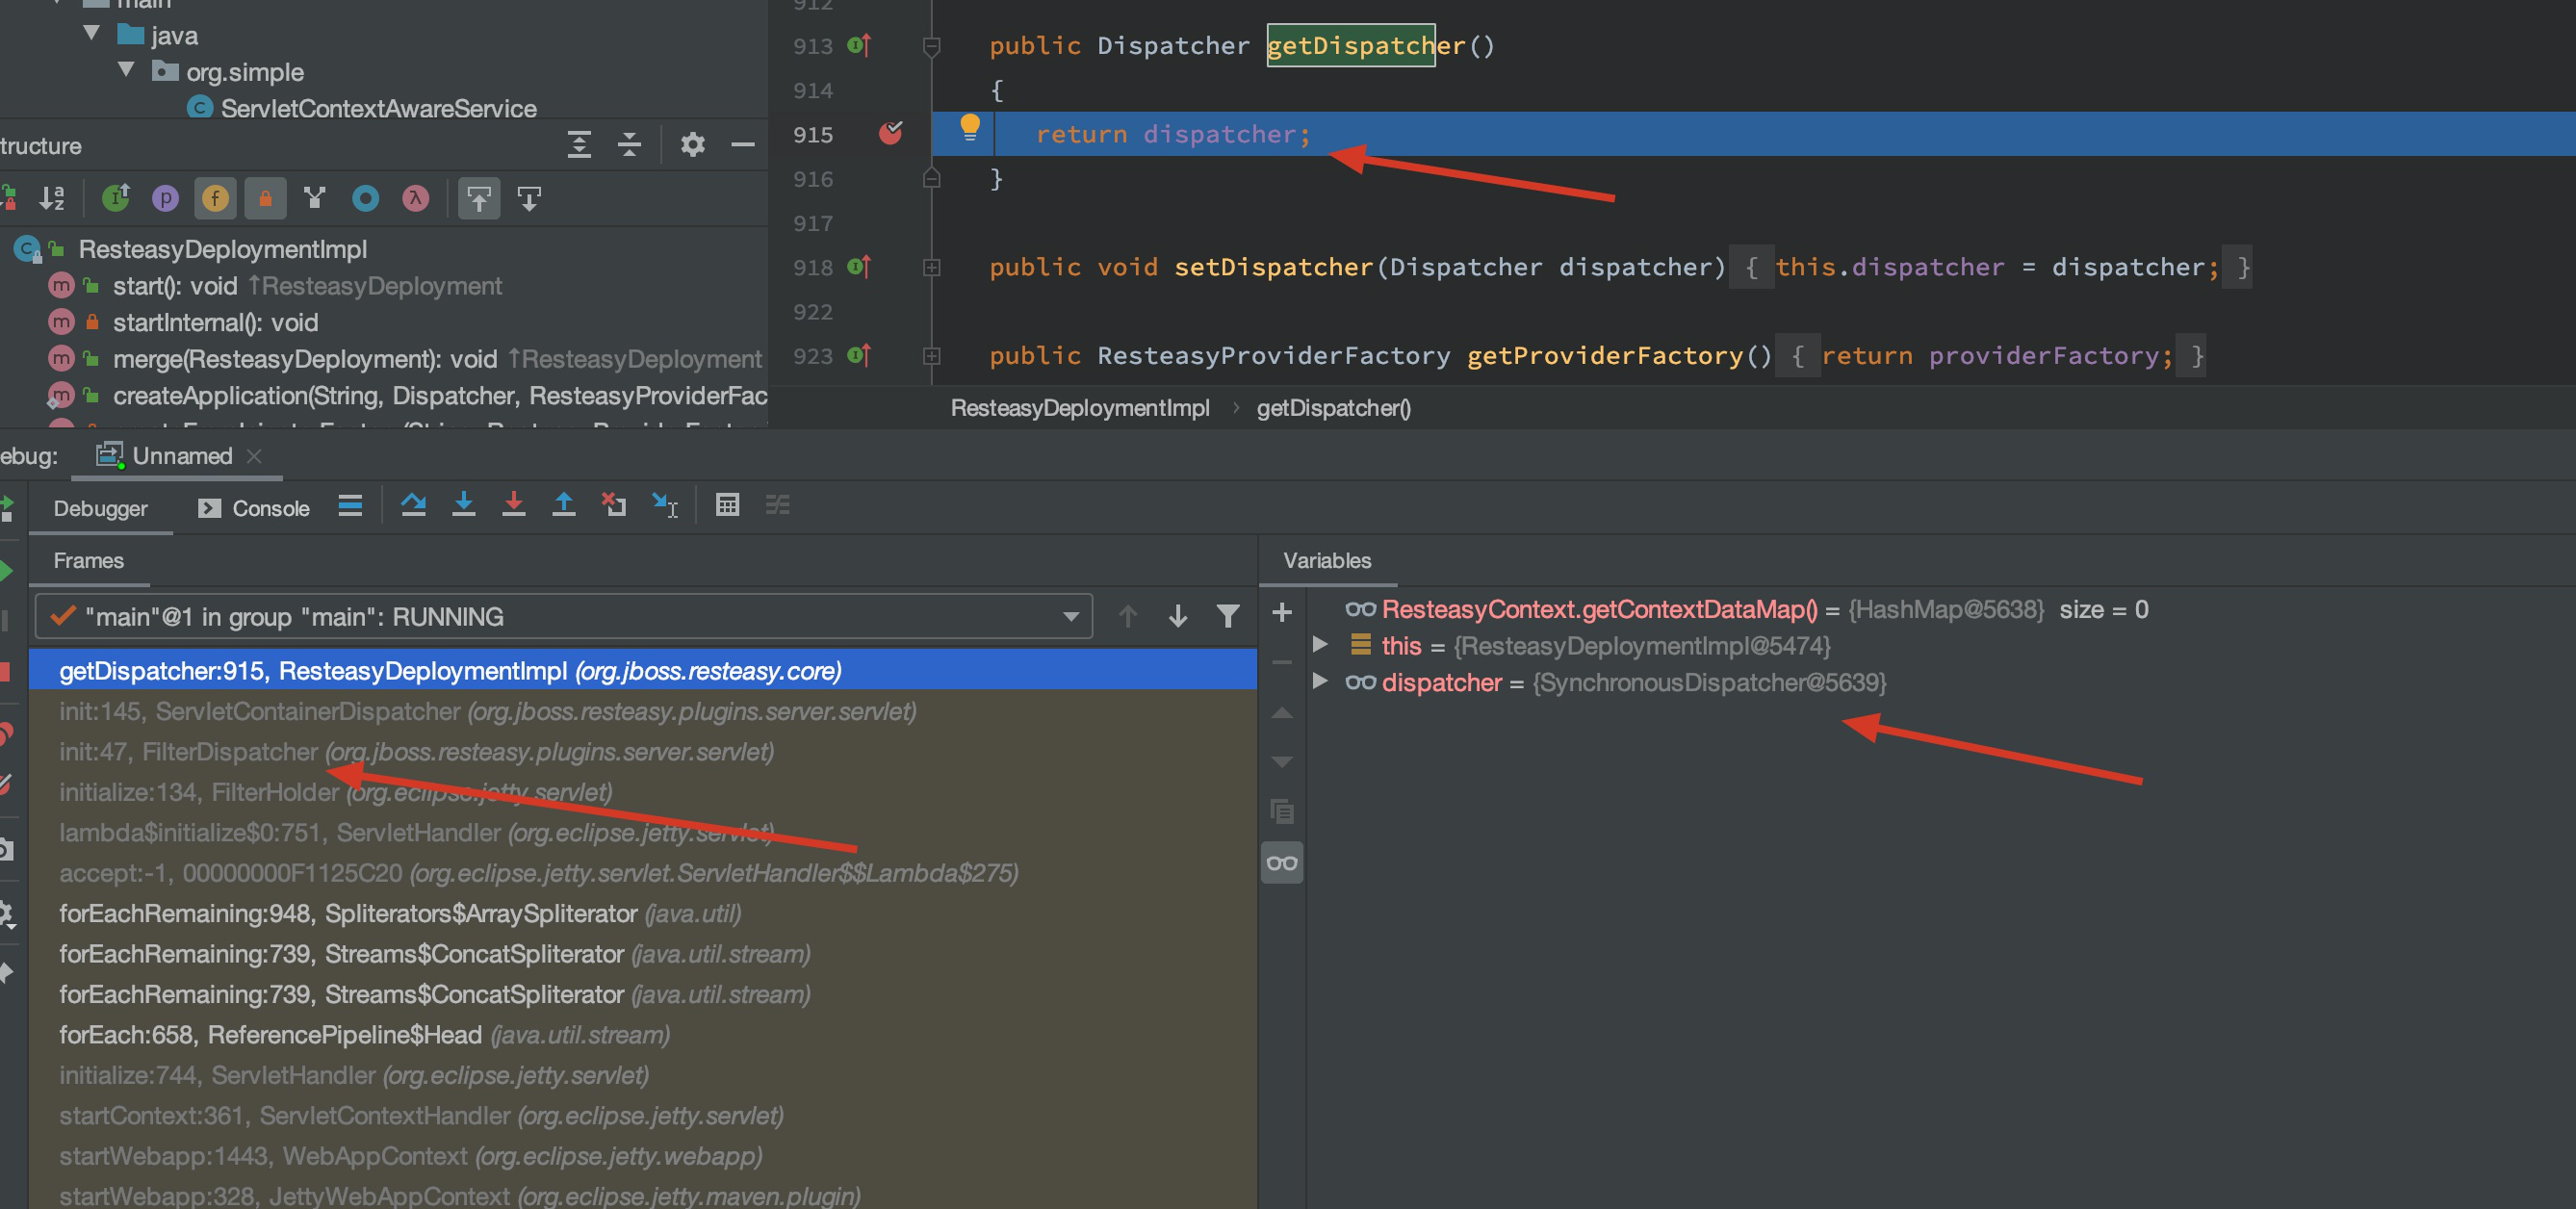 main
java
org.simple
ServletContextAwareService
tructure
ResteasyDeploymentImpl
start(): void ↑ResteasyDeployment
startInternal(): void
merge(ResteasyDeployment): void ↑ResteasyDeployment
createApplication(String, Dispatcher, ResteasyProviderFac
912
913 public Dispatcher getDispatcher()
914 {
915 return dispatcher;
916 }
917
918 public void setDispatcher(Dispatcher dispatcher) { this.dispatcher = dispatcher; }
922
923 public ResteasyProviderFactory getProviderFactory() { return providerFactory; }
ResteasyDeploymentImpl › getDispatcher()
ebug: Unnamed
Debugger Console
Frames
"main"@1 in group "main": RUNNING
getDispatcher:915, ResteasyDeploymentImpl (org.jboss.resteasy.core)
init:145, ServletContainerDispatcher (org.jboss.resteasy.plugins.server.servlet)
init:47, FilterDispatcher (org.jboss.resteasy.plugins.server.servlet)
initialize:134, FilterHolder (org.eclipse.jetty.servlet)
lambda$initialize$0:751, ServletHandler (org.eclipse.jetty.servlet)
accept:-1, 00000000F1125C20 (org.eclipse.jetty.servlet.ServletHandler$$Lambda$275)
forEachRemaining:948, Spliterators$ArraySpliterator (java.util)
forEachRemaining:739, Streams$ConcatSpliterator (java.util.stream)
forEachRemaining:739, Streams$ConcatSpliterator (java.util.stream)
forEach:658, ReferencePipeline$Head (java.util.stream)
initialize:744, ServletHandler (org.eclipse.jetty.servlet)
startContext:361, ServletContextHandler (org.eclipse.jetty.servlet)
startWebapp:1443, WebAppContext (org.eclipse.jetty.webapp)
startWebapp:328, JettyWebAppContext (org.eclipse.jetty.maven.plugin)
Variables
ResteasyContext.getContextDataMap() = {HashMap@5638} size = 0
this = {ResteasyDeploymentImpl@5474}
dispatcher = {SynchronousDispatcher@5639}